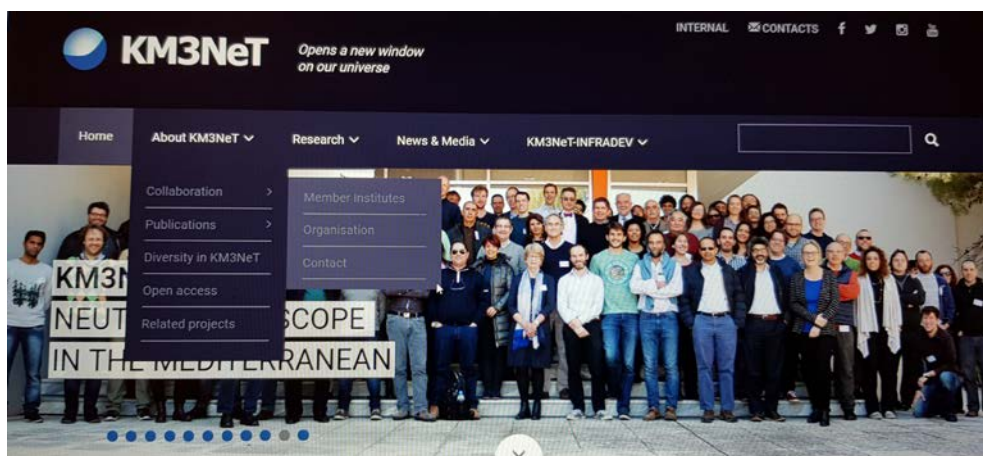 INTERNAL CONTACTS
KM3NeT
Opens a new window
on our universe
Home About KM3NeT Research News & Media KM3NeT-INFRADEV
Collaboration
Publications
Diversity in KM3NeT
Open access
Related projects
Member Institutes
Organisation
Contact
KM3N
NEUT SCOPE
IN THE MEDITERRANEAN